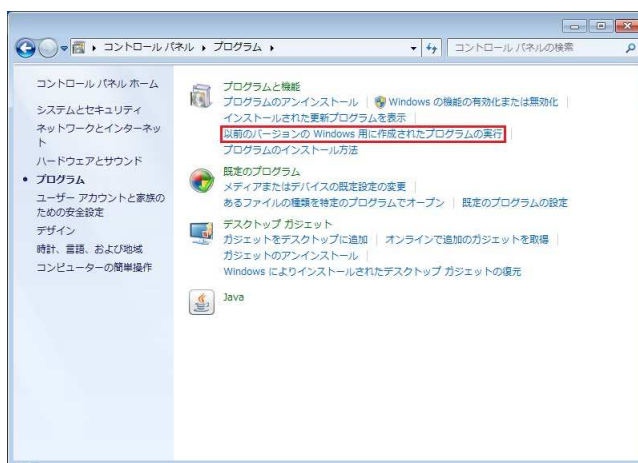 コントロール パネル ▸ プログラム ▸
コントロール パネルの検索
コントロール パネル ホーム
システムとセキュリティ
ネットワークとインターネッ
ト
ハードウェアとサウンド
プログラム
ユーザー アカウントと家族の
ための安全設定
デザイン
時計、言語、および地域
コンピューターの簡単操作
プログラムと機能
プログラムのアンインストール | Windows の機能の有効化または無効化 |
インストールされた更新プログラムを表示 |
以前のバージョンの Windows 用に作成されたプログラムの実行 |
プログラムのインストール方法
既定のプログラム
メディアまたはデバイスの既定設定の変更 |
あるファイルの種類を特定のプログラムでオープン | 既定のプログラムの設定
デスクトップ ガジェット
ガジェットをデスクトップに追加 | オンラインで追加のガジェットを取得 |
ガジェットのアンインストール |
Windows によりインストールされたデスクトップ ガジェットの復元
Java